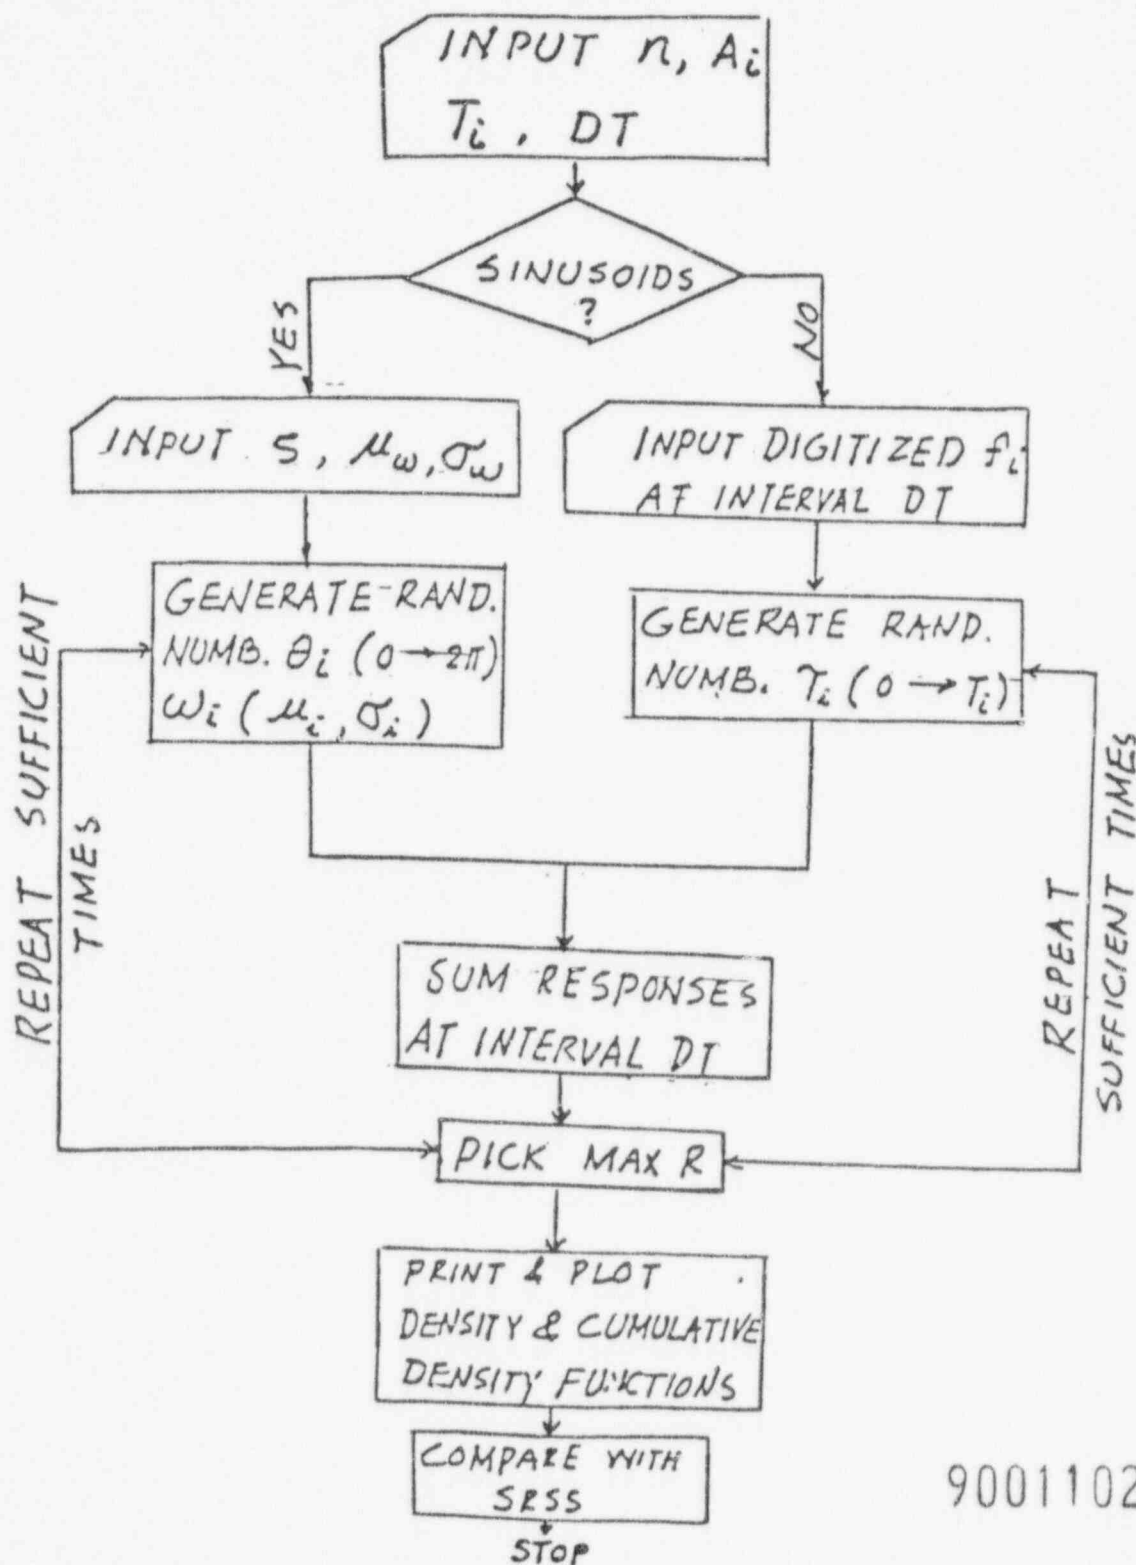 INPUT n, Ai
Ti, DT
SINUSOIDS
?
YES
NO
INPUT S, μω, σω
INPUT DIGITIZED fi
AT INTERVAL DT
GENERATE RAND.
NUMB. θi (0→2π)
ωi (μi, σi)
GENERATE RAND.
NUMB. τi (0→Ti)
REPEAT SUFFICIENT
TIMES
REPEAT
SUFFICIENT TIMES
SUM RESPONSES
AT INTERVAL DT
PICK MAX R
PRINT & PLOT
DENSITY & CUMULATIVE
DENSITY FUNCTIONS
COMPARE WITH
SRSS
STOP
9001102